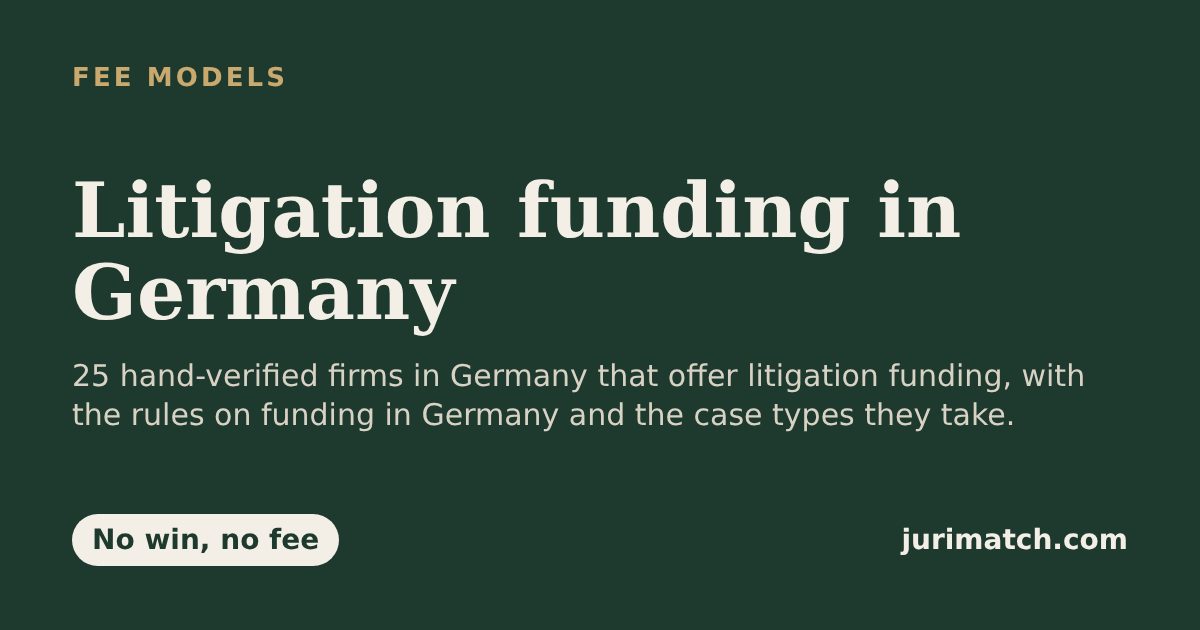 FEE MODELS
Litigation funding in
Germany
25 hand-verified firms in Germany that offer litigation funding, with
the rules on funding in Germany and the case types they take.
No win, no fee
jurimatch.com